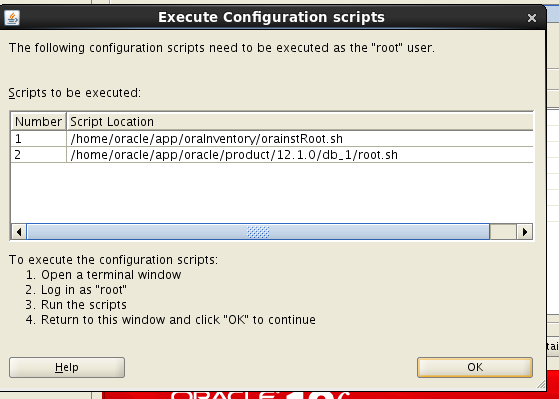 Execute Configuration scripts
The following configuration scripts need to be executed as the "root" user.
Scripts to be executed:
Number Script Location
1 /home/oracle/app/oraInventory/orainstRoot.sh
2 /home/oracle/app/oracle/product/12.1.0/db_1/root.sh
To execute the configuration scripts:
1. Open a terminal window
2. Log in as "root"
3. Run the scripts
4. Return to this window and click "OK" to continue
Help OK
tai
ORACLE